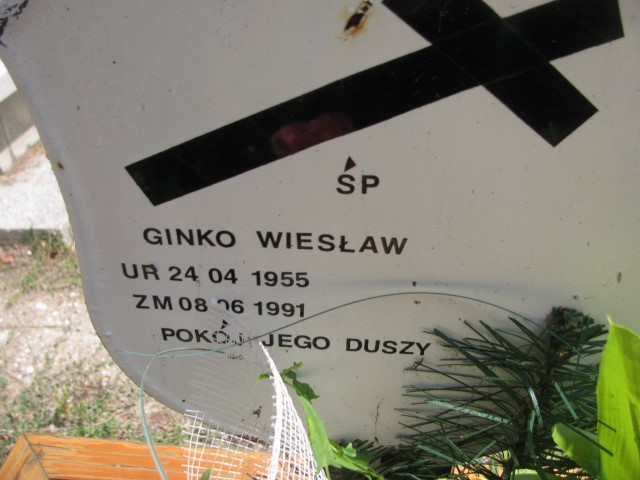 ŚP
GINKO WIESŁAW
UR 24 04 1955
ZM 08 06 1991
POKÓJ JEGO DUSZY